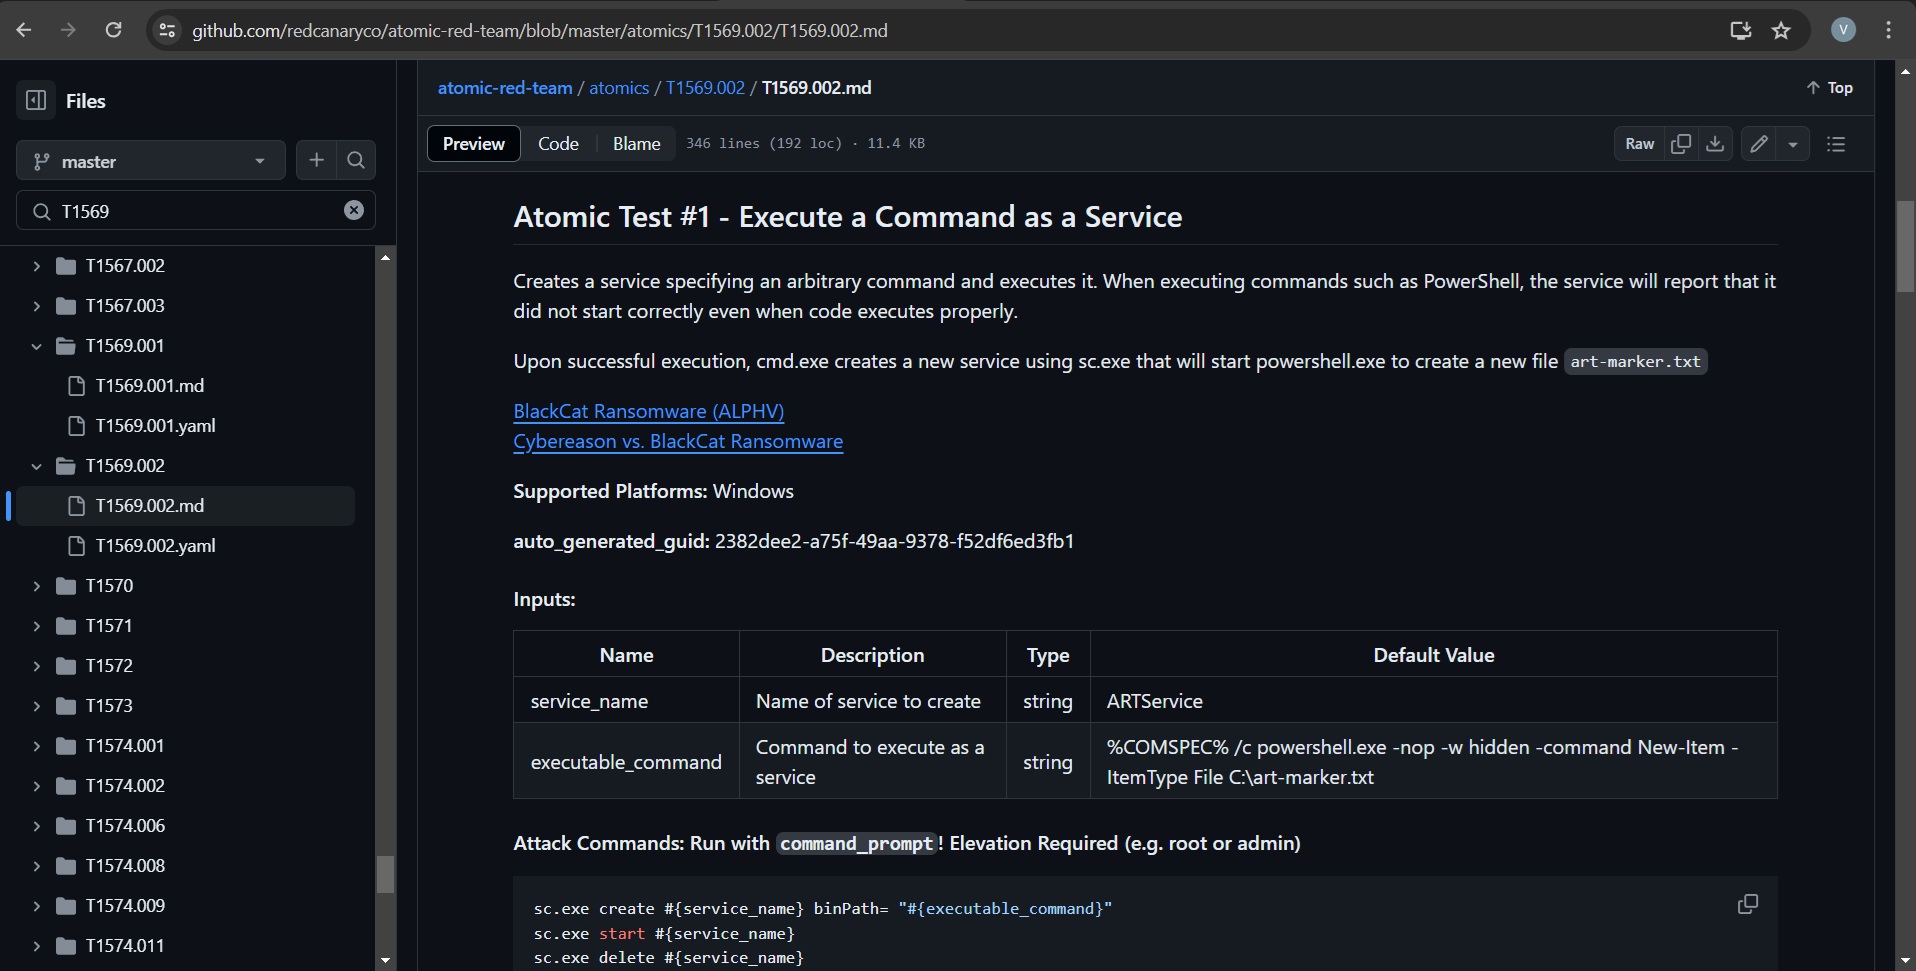 github.com/redcanaryco/atomic-red-team/blob/master/atomics/T1569.002/T1569.002.md
V
Files
master
T1569
T1567.002
T1567.003
T1569.001
T1569.001.md
T1569.001.yaml
T1569.002
T1569.002.md
T1569.002.yaml
T1570
T1571
T1572
T1573
T1574.001
T1574.002
T1574.006
T1574.008
T1574.009
T1574.011
atomic-red-team / atomics / T1569.002 / T1569.002.md
Top
Preview Code Blame 346 lines (192 loc) · 11.4 KB
Raw
Atomic Test #1 - Execute a Command as a Service
Creates a service specifying an arbitrary command and executes it. When executing commands such as PowerShell, the service will report that it
did not start correctly even when code executes properly.
Upon successful execution, cmd.exe creates a new service using sc.exe that will start powershell.exe to create a new file art-marker.txt
BlackCat Ransomware (ALPHV)
Cybereason vs. BlackCat Ransomware
Supported Platforms: Windows
auto_generated_guid: 2382dee2-a75f-49aa-9378-f52df6ed3fb1
Inputs:
Name Description Type Default Value
service_name Name of service to create string ARTService
executable_command Command to execute as a service string %COMSPEC% /c powershell.exe -nop -w hidden -command New-Item -
ItemType File C:\art-marker.txt
Attack Commands: Run with command_prompt! Elevation Required (e.g. root or admin)
sc.exe create #{service_name} binPath= "#{executable_command}"
sc.exe start #{service_name}
sc.exe delete #{service_name}